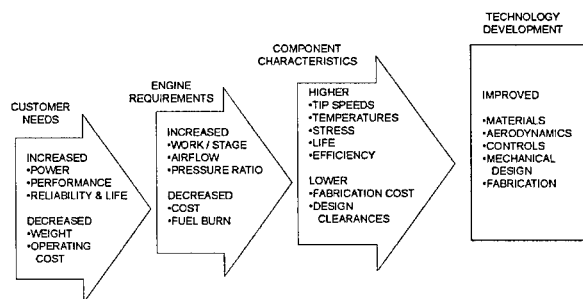 CUSTOMER
NEEDS
INCREASED
•POWER
•PERFORMANCE
•RELIABILITY & LIFE
DECREASED
•WEIGHT
•OPERATING
COST
ENGINE
REQUIREMENTS
INCREASED
•WORK / STAGE
•AIRFLOW
•PRESSURE RATIO
DECREASED
•COST
•FUEL BURN
COMPONENT
CHARACTERISTICS
HIGHER
•TIP SPEEDS
•TEMPERATURES
•STRESS
•LIFE
•EFFICIENCY
LOWER
•FABRICATION COST
•DESIGN
CLEARANCES
TECHNOLOGY
DEVELOPMENT
IMPROVED
•MATERIALS
•AERODYNAMICS
•CONTROLS
•MECHANICAL
DESIGN
•FABRICATION